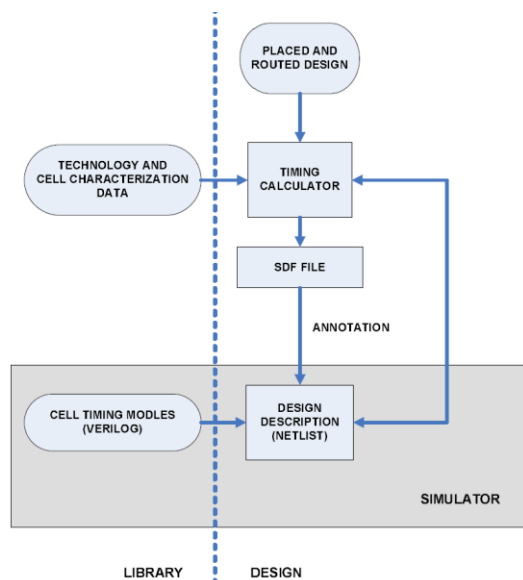 PLACED AND
ROUTED DESIGN
TECHNOLOGY AND
CELL CHARACTERIZATION
DATA
TIMING
CALCULATOR
SDF FILE
ANNOTATION
CELL TIMING MODLES
(VERILOG)
DESIGN
DESCRIPTION
(NETLIST)
SIMULATOR
LIBRARY
DESIGN